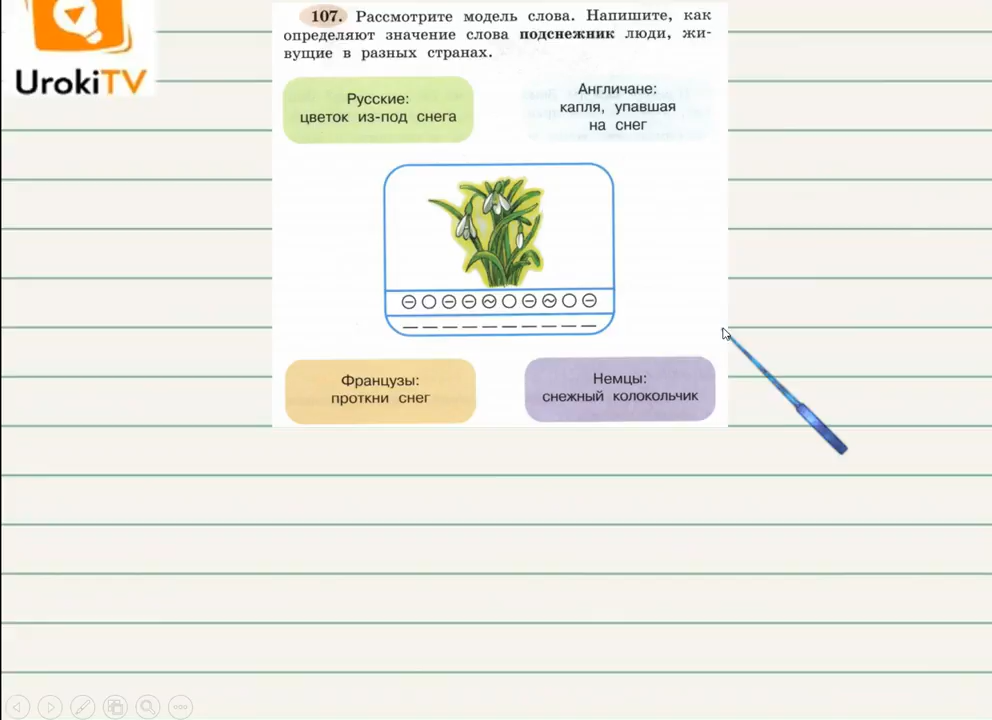 UrokiTV
107. Рассмотрите модель слова. Напишите, как
определяют значение слова подснежник люди, жи-
вущие в разных странах.
Русские:
цветок из-под снега
Англичане:
капля, упавшая
на снег
Французы:
проткни снег
Немцы:
снежный колокольчик